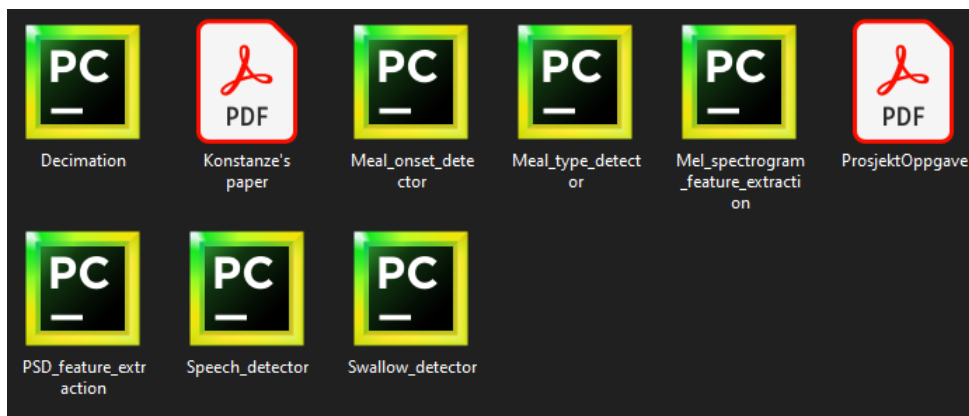 PC
PDF
PC
PC
PC
PDF
Decimation
Konstanze's
paper
Meal_onset_dete
ctor
Meal_type_detect
or
Mel_spectrogram
_feature_extracti
on
ProsjektOppgave
PC
PC
PC
PSD_feature_extr
action
Speech_detector
Swallow_detector